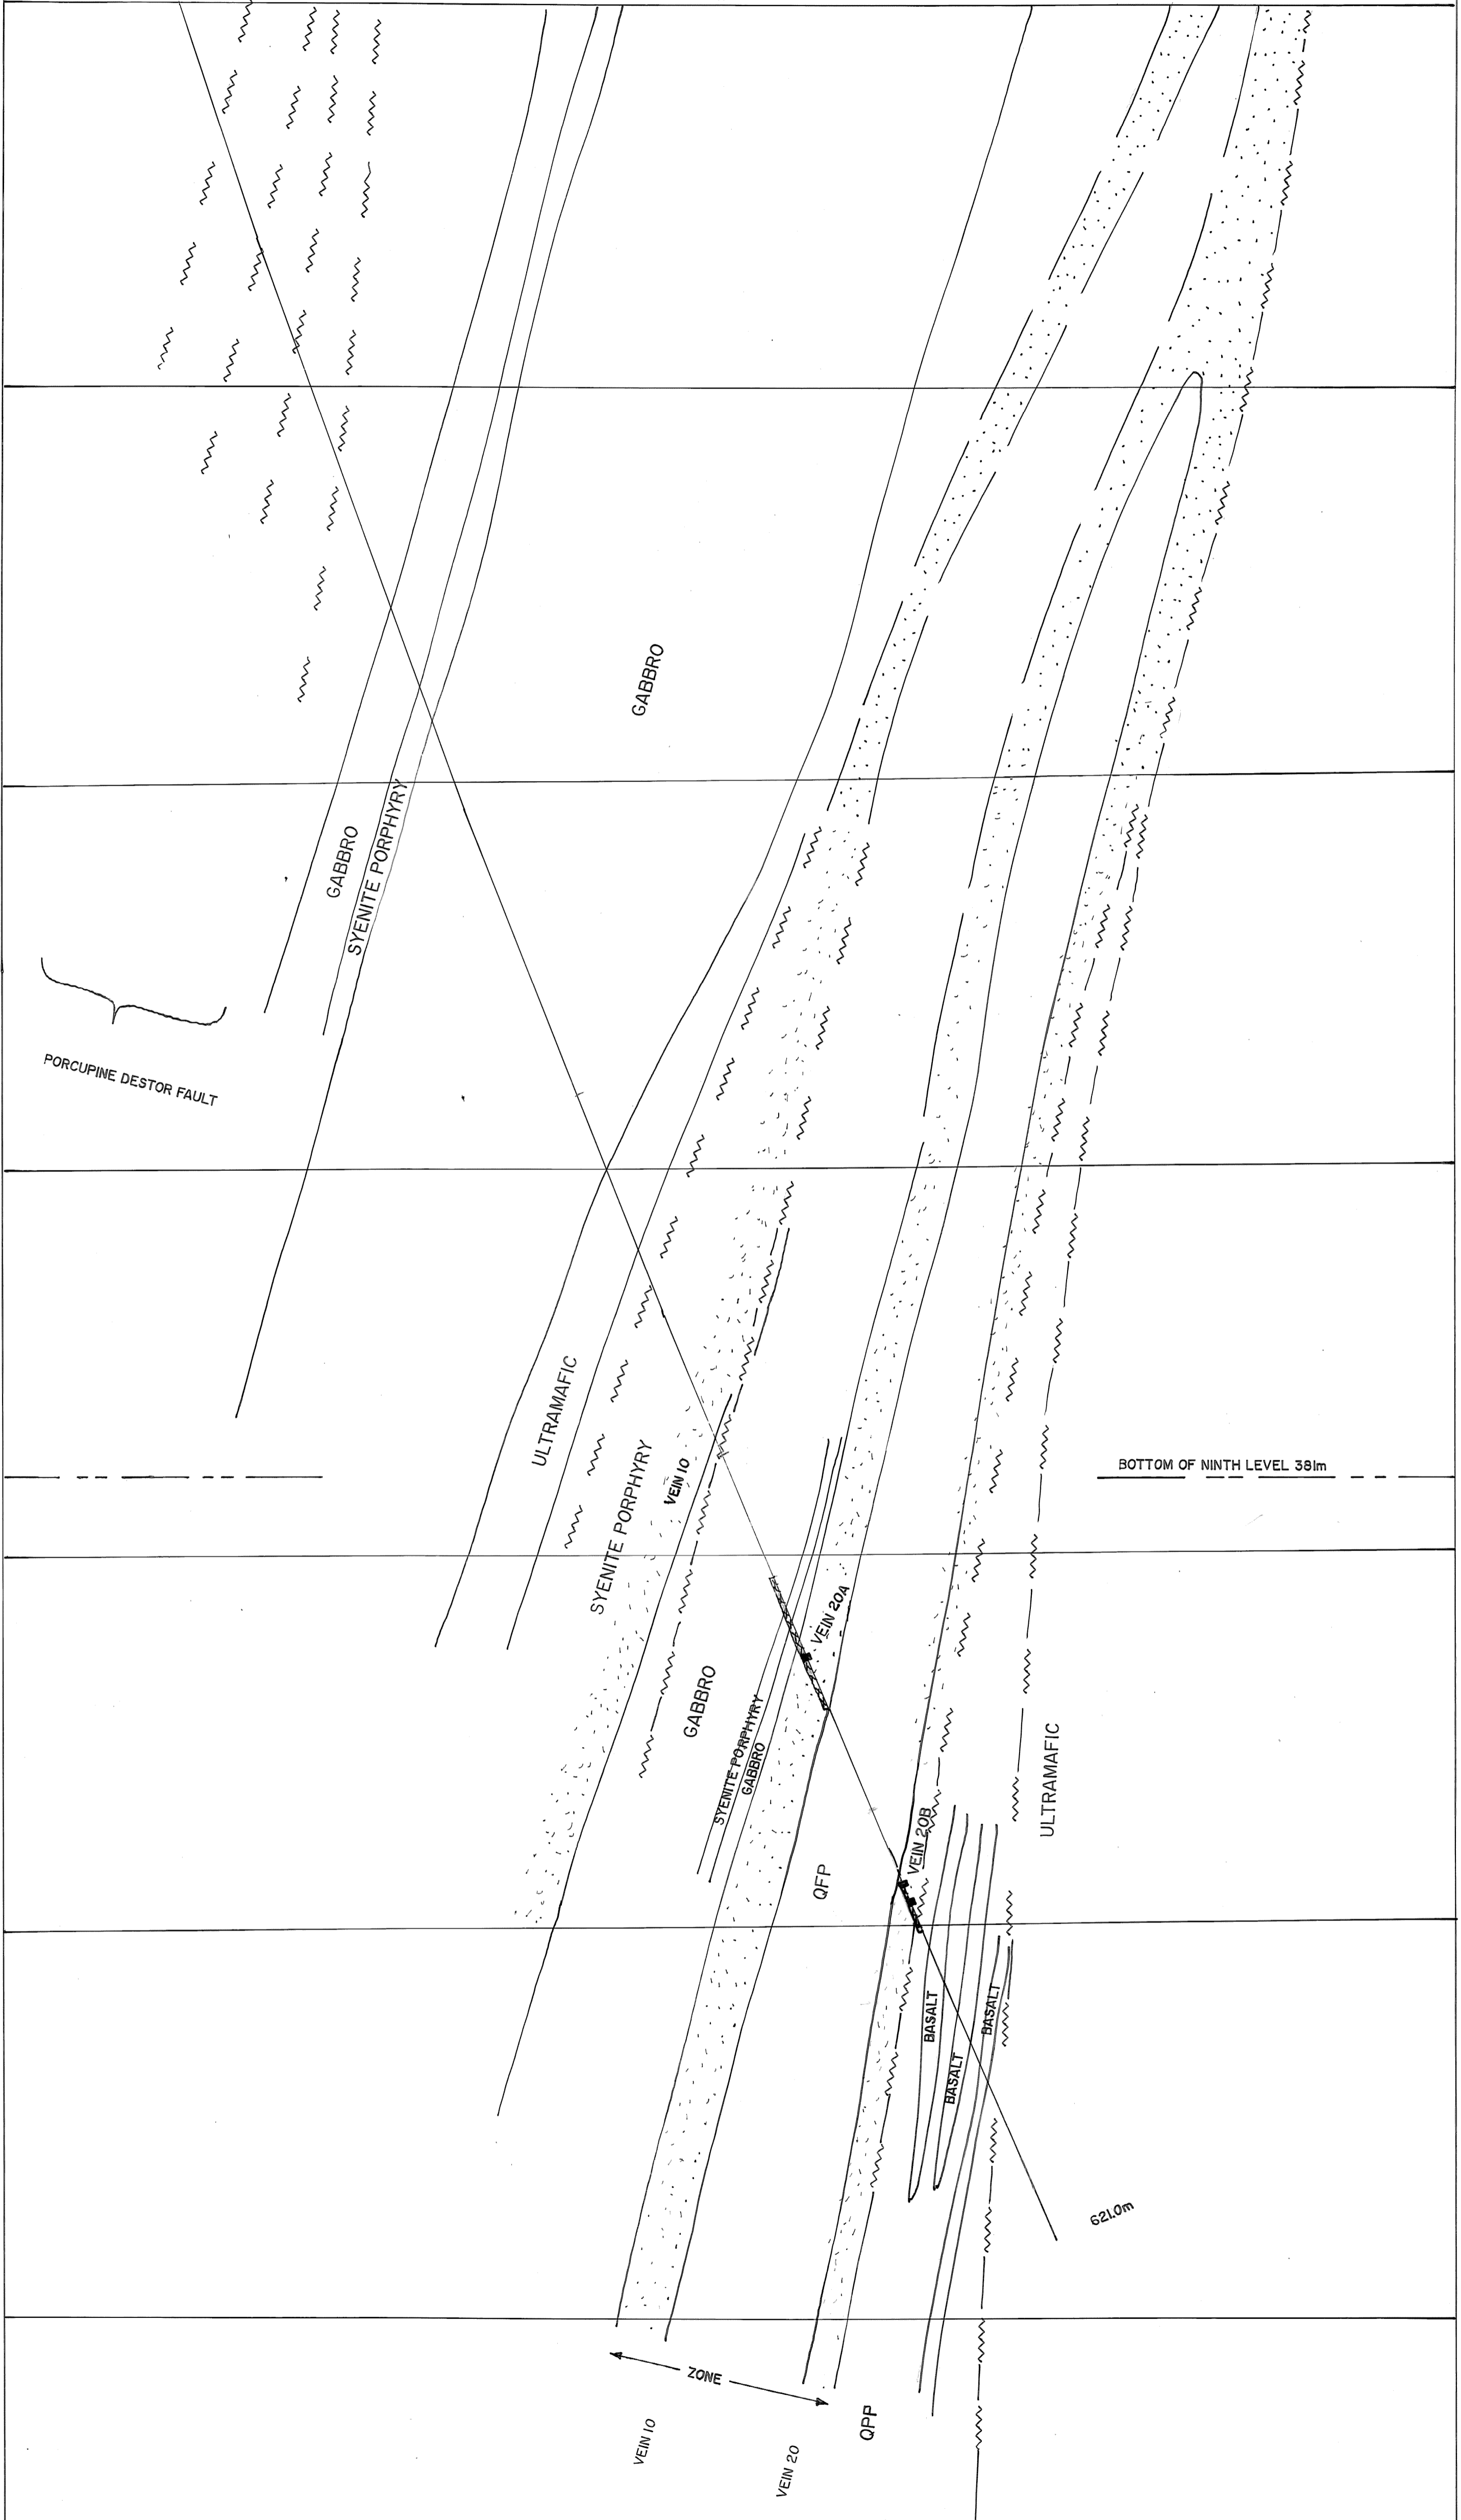 GABBRO
GABBRO
SYENITE PORPHYRY
PORCUPINE DESTOR FAULT
ULTRAMAFIC
SYENITE PORPHYRY
VEIN 10
BOTTOM OF NINTH LEVEL 381m
VEIN 20A
GABBRO
SYENITE PORPHYRY
GABBRO
ULTRAMAFIC
VEIN 20B
QFP
BASALT
BASALT
BASALT
621.0m
ZONE
QPP
VEIN 10
VEIN 20